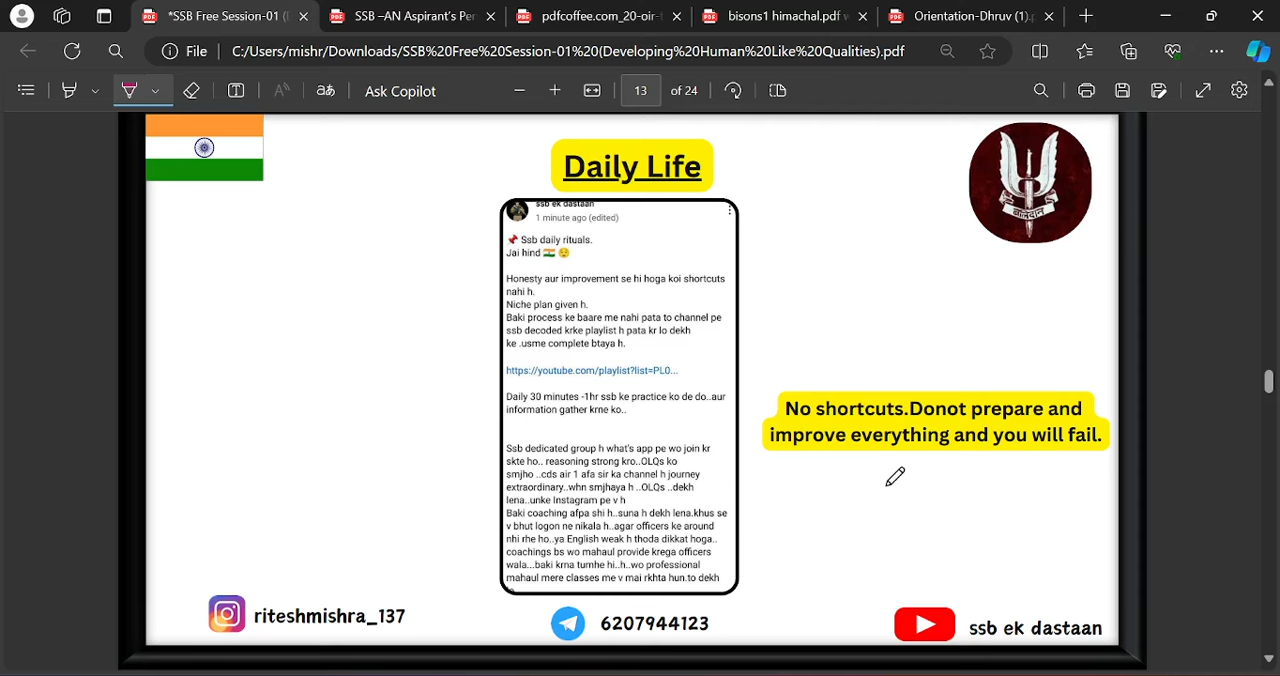 *SSB Free Session-01 (
SSB –AN Aspirant's Per
pdfcoffee.com_20-oir-t
bisons1 himachal.pdf w
Orientation-Dhruv (1).p
File
C:/Users/mishr/Downloads/SSB%20Free%20Session-01%20(Developing%20Human%20Like%20Qualities).pdf
aあ
Ask Copilot
13
of 24
Daily Life
बलिदान
ssb ek dastaan
1 minute ago (edited)
📌 Ssb daily rituals.
Jai hind 🇮🇳 😌
Honesty aur improvement se hi hoga koi shortcuts
nahi h.
Niche plan given h.
Baki process ke baare me nahi pata to channel pe
ssb decoded krke playlist h pata kr lo dekh
ke .usme complete btaya h.
https://youtube.com/playlist?list=PL0...
Daily 30 minutes -1hr ssb ke practice ko de do..aur
information gather krne ko..
Ssb dedicated group h what's app pe wo join kr
skte ho.. reasoning strong kro..OLQs ko
smjho ..cds air 1 afa sir ka channel h journey
extraordinary..whn smjhaya h ..OLQs ..dekh
lena..unke Instagram pe v h
Baki coaching afpa shi h..suna h dekh lena.khus se
v bhut logon ne nikala h..agar officers ke around
nhi rhe ho..ya English weak h thoda dikkat hoga..
coachings bs wo mahaul provide krega officers
wala...baki krna tumhe hi..h..wo professional
mahaul mere classes me v mai rkhta hun.to dekh
No shortcuts.Donot prepare and
improve everything and you will fail.
riteshmishra_137
6207944123
ssb ek dastaan